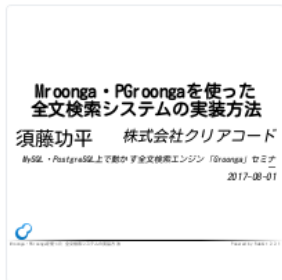 Mroonga・PGroongaを使った
全文検索システムの実装方法
須藤功平 株式会社クリアコード
MySQL・PostgreSQL上で動かす全文検索エンジン「Groonga」セミナ
ー
2017-08-01